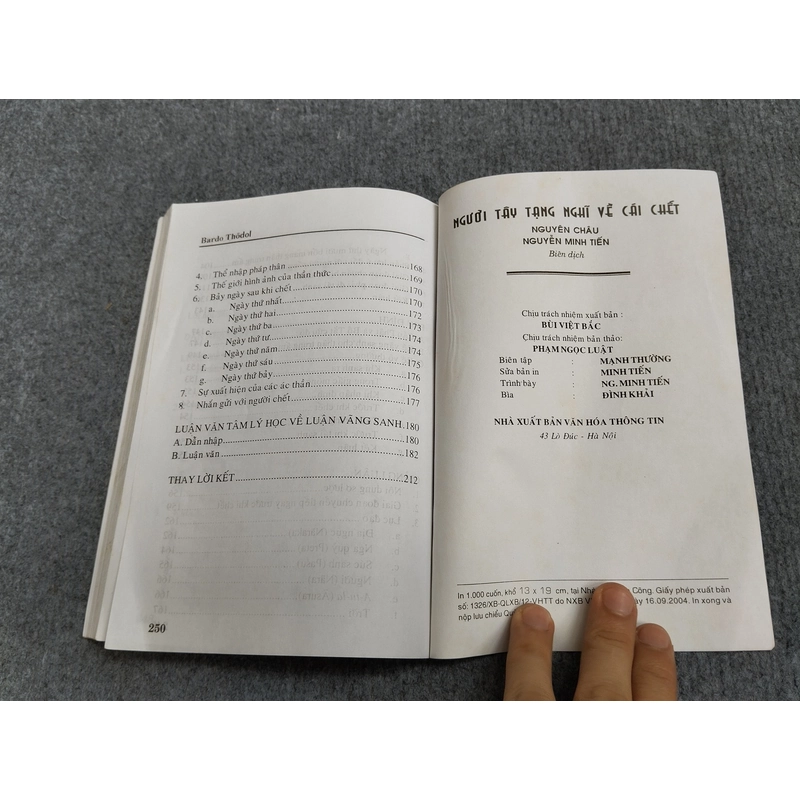 Bardo Thödol
4. Thể nhập pháp thân ........ 168
5. Thế giới hình ảnh của thần thức ........ 169
6. Bảy ngày sau khi chết ........ 170
a. Ngày thứ nhất ........ 170
b. Ngày thứ hai ........ 172
c. Ngày thứ ba ........ 173
d. Ngày thứ tư ........ 174
e. Ngày thứ năm ........ 174
f. Ngày thứ sáu ........ 175
g. Ngày thứ bảy ........ 176
7. Sự xuất hiện của các ác thần ........ 176
8. Nhắn gửi với người chết ........ 177
LUẬN VĂN TÂM LÝ HỌC VỀ LUẬN VÃNG SANH. 180
A. Dẫn nhập ........ 180
B. Luận văn ........ 182
THAY LỜI KẾT ........ 212
250
NGƯỜI TÂY TẠNG NGHĨ VỀ CÁI CHẾT
NGUYÊN CHÂU
NGUYỄN MINH TIẾN
Biên dịch
Chịu trách nhiệm xuất bản :
BÙI VIỆT BẮC
Chịu trách nhiệm bản thảo:
PHẠM NGỌC LUẬT
Biên tập : MẠNH THƯỜNG
Sửa bản in : MINH TIẾN
Trình bày : NG. MINH TIẾN
Bìa : ĐÌNH KHẢI
NHÀ XUẤT BẢN VĂN HÓA THÔNG TIN
43 Lò Đúc - Hà Nội
In 1.000 cuốn, khổ 13 x 19 cm, tại Nhà Công. Giấy phép xuất bản
số: 1326/XB-QLXB/12-VHTT do NXB ngày 16.09.2004. In xong và
nộp lưu chiểu